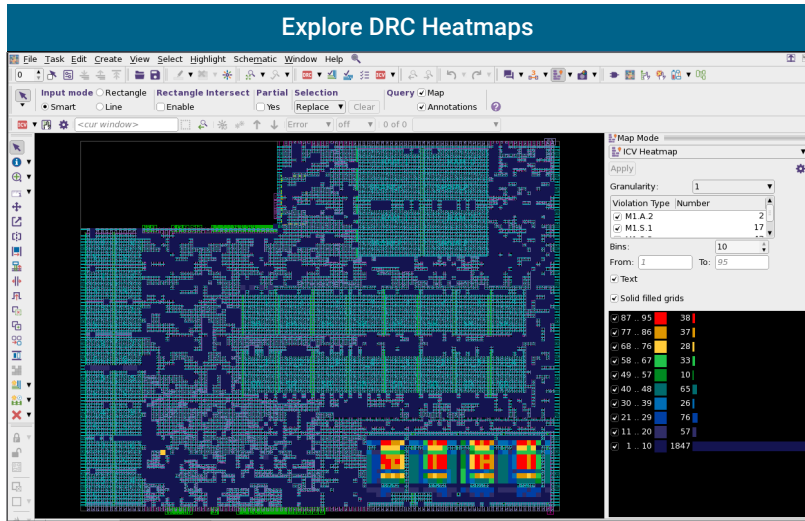 Explore DRC Heatmaps
File Task Edit Create View Select Highlight Schematic Window Help
0
Input mode Rectangle Rectangle Intersect Partial Selection Query Map
Smart Line Enable Yes Replace Clear Annotations
<cur window> Error off 0 of 0
Map Mode
ICV Heatmap
Apply
Granularity: 1
Violation Type Number
M1.A.2 2
M1.S.1 17
Bins: 10
From: 1 To: 95
Text
Solid filled grids
87 .. 95 38
77 .. 86 37
68 .. 76 28
58 .. 67 33
49 .. 57 10
40 .. 48 65
30 .. 39 26
21 .. 29 76
11 .. 20 57
1 .. 10 1847